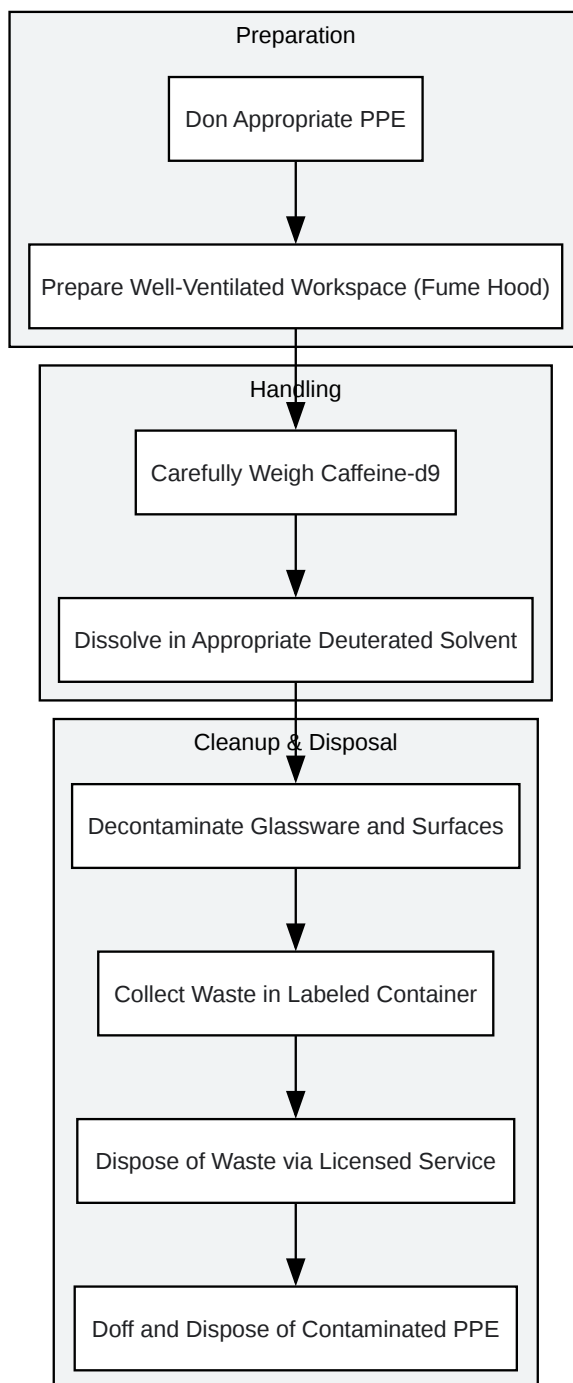 Preparation
Don Appropriate PPE
Prepare Well-Ventilated Workspace (Fume Hood)
Handling
Carefully Weigh Caffeine-d9
Dissolve in Appropriate Deuterated Solvent
Cleanup & Disposal
Decontaminate Glassware and Surfaces
Collect Waste in Labeled Container
Dispose of Waste via Licensed Service
Doff and Dispose of Contaminated PPE